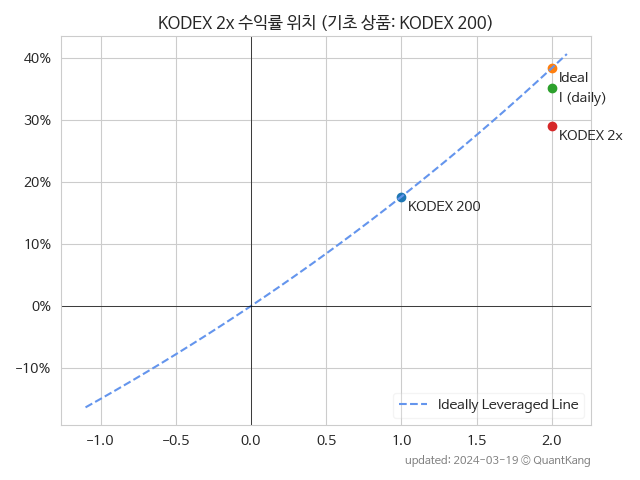 KODEX 2x 수익률 위치 (기초 상품: KODEX 200)
40%
30%
20%
10%
0%
−10%
Ideal
I (daily)
KODEX 2x
KODEX 200
Ideally Leveraged Line
−1.0
−0.5
0.0
0.5
1.0
1.5
2.0
updated: 2024-03-19 © QuantKang